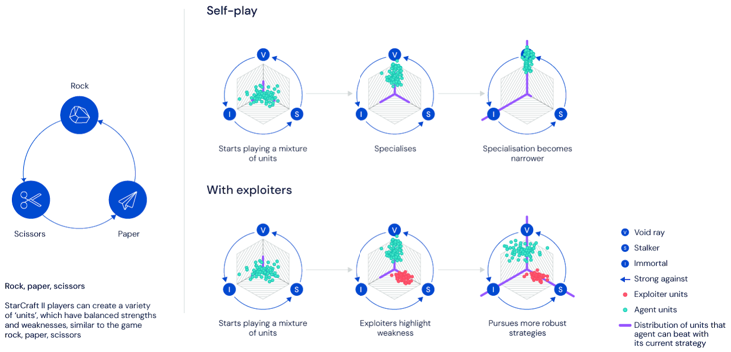 Self-play
Rock
Scissors
Paper
V
I
S
V
I
S
V
I
S
Starts playing a mixture
of units
Specialises
Specialisation becomes
narrower
With exploiters
V
I
S
V
I
S
V
I
S
Starts playing a mixture
of units
Exploiters highlight
weakness
Pursues more robust
strategies
Rock, paper, scissors
StarCraft II players can create a variety
of ‘units’, which have balanced strengths
and weaknesses, similar to the game
rock, paper, scissors
V Void ray
S Stalker
I Immortal
Strong against
Exploiter units
Agent units
Distribution of units that
agent can beat with
its current strategy